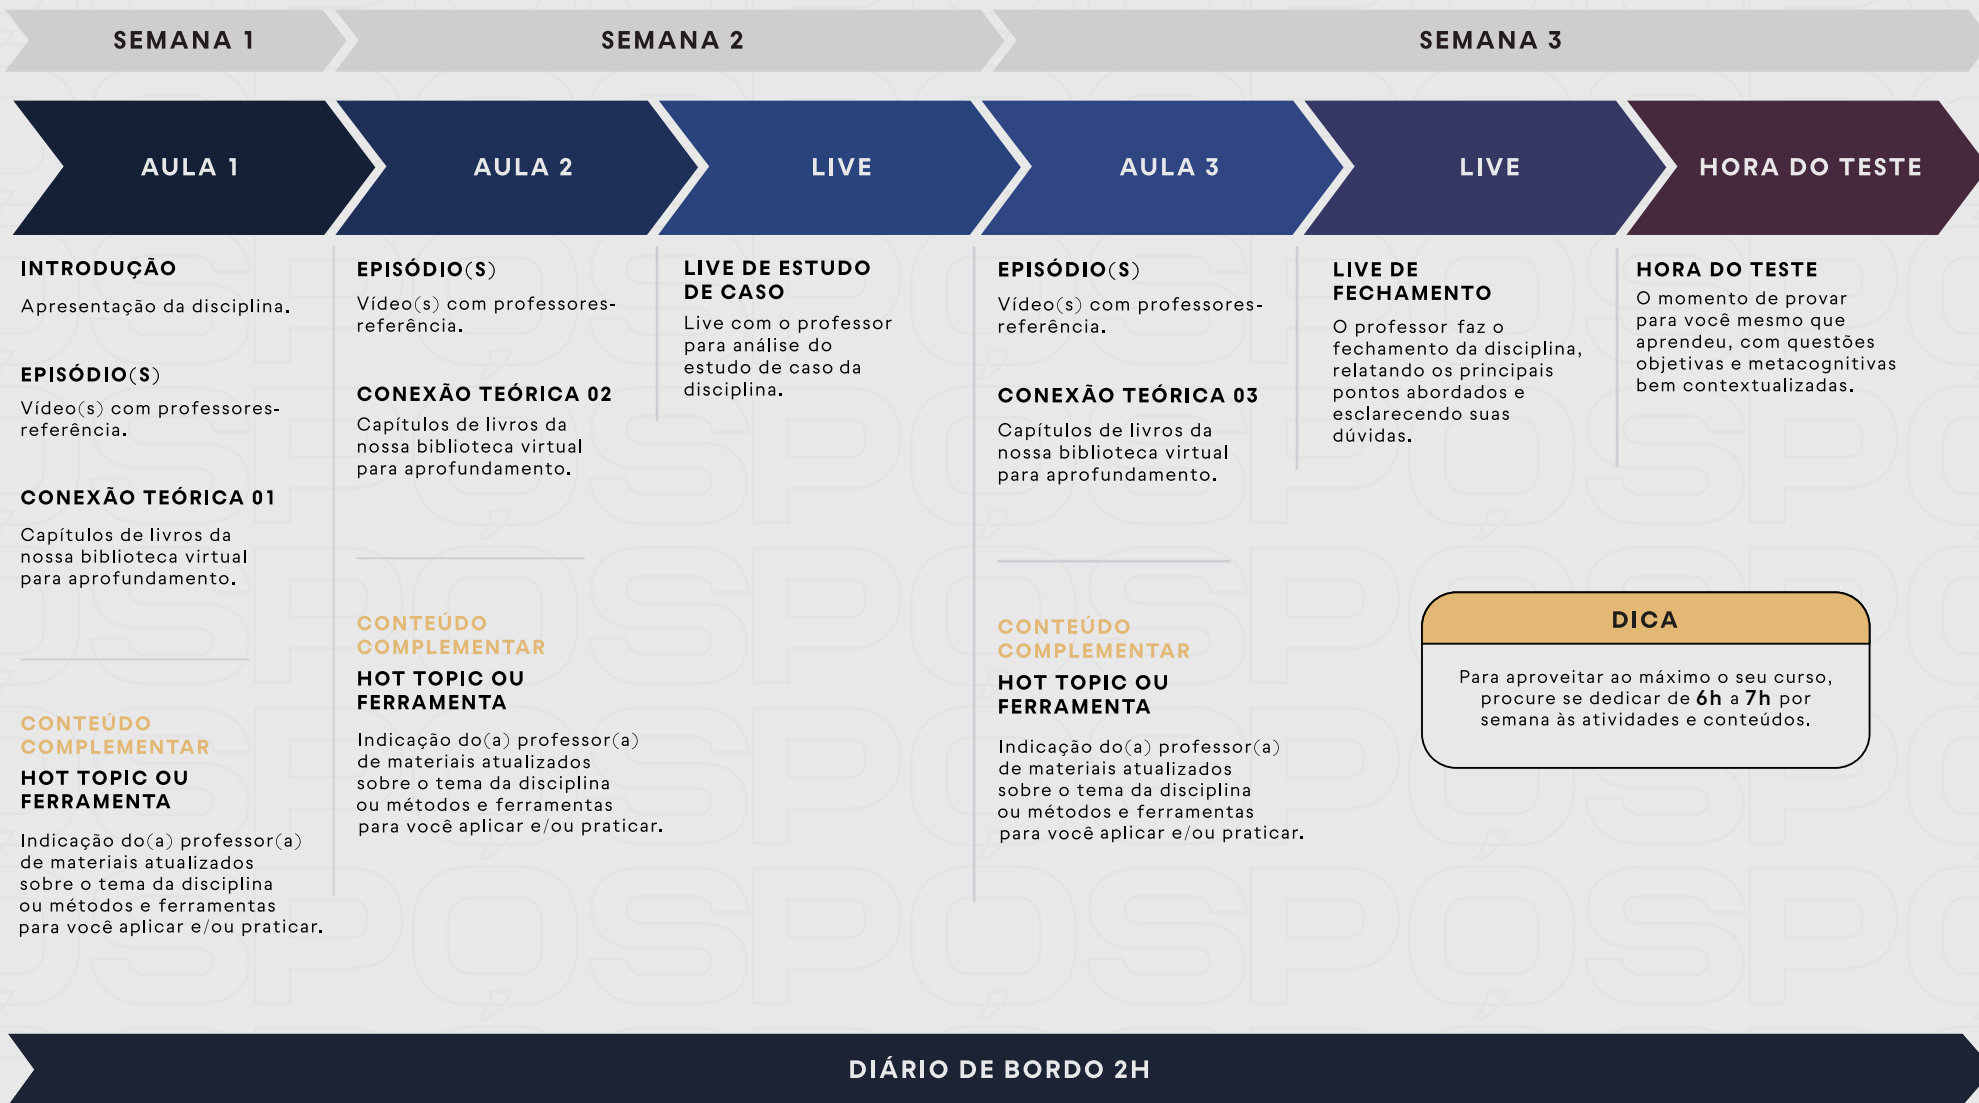 SEMANA 1
SEMANA 2
SEMANA 3
AULA 1
AULA 2
LIVE
AULA 3
LIVE
HORA DO TESTE
INTRODUÇÃO
Apresentação da disciplina.
EPISÓDIO(S)
Vídeo(s) com professores-
referência.
CONEXÃO TEÓRICA 01
Capítulos de livros da
nossa biblioteca virtual
para aprofundamento.
CONTEÚDO
COMPLEMENTAR
HOT TOPIC OU
FERRAMENTA
Indicação do(a) professor(a)
de materiais atualizados
sobre o tema da disciplina
ou métodos e ferramentas
para você aplicar e/ou praticar.
EPISÓDIO(S)
Vídeo(s) com professores-
referência.
CONEXÃO TEÓRICA 02
Capítulos de livros da
nossa biblioteca virtual
para aprofundamento.
CONTEÚDO
COMPLEMENTAR
HOT TOPIC OU
FERRAMENTA
Indicação do(a) professor(a)
de materiais atualizados
sobre o tema da disciplina
ou métodos e ferramentas
para você aplicar e/ou praticar.
LIVE DE ESTUDO
DE CASO
Live com o professor
para análise do
estudo de caso da
disciplina.
EPISÓDIO(S)
Vídeo(s) com professores-
referência.
CONEXÃO TEÓRICA 03
Capítulos de livros da
nossa biblioteca virtual
para aprofundamento.
CONTEÚDO
COMPLEMENTAR
HOT TOPIC OU
FERRAMENTA
Indicação do(a) professor(a)
de materiais atualizados
sobre o tema da disciplina
ou métodos e ferramentas
para você aplicar e/ou praticar.
LIVE DE
FECHAMENTO
O professor faz o
fechamento da disciplina,
relatando os principais
pontos abordados e
esclarecendo suas
dúvidas.
HORA DO TESTE
O momento de provar
para você mesmo que
aprendeu, com questões
objetivas e metacognitivas
bem contextualizadas.
DICA
Para aproveitar ao máximo o seu curso,
procure se dedicar de 6h a 7h por
semana às atividades e conteúdos.
DIÁRIO DE BORDO 2H